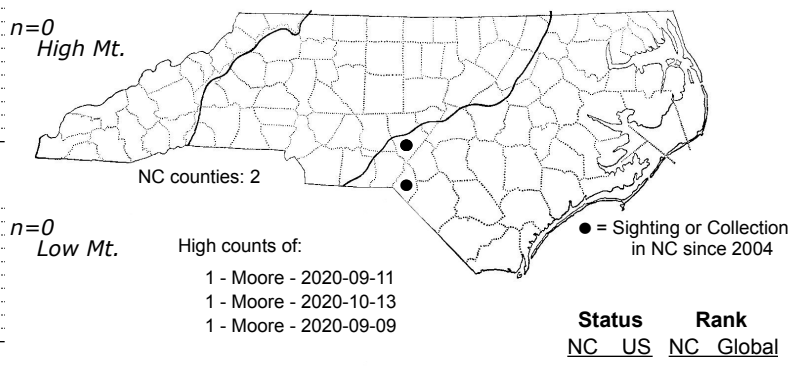 n=0
High Mt.
NC counties: 2
n=0
Low Mt.
High counts of:
1 - Moore - 2020-09-11
1 - Moore - 2020-10-13
1 - Moore - 2020-09-09
● = Sighting or Collection
in NC since 2004
Status Rank
NC US NC Global